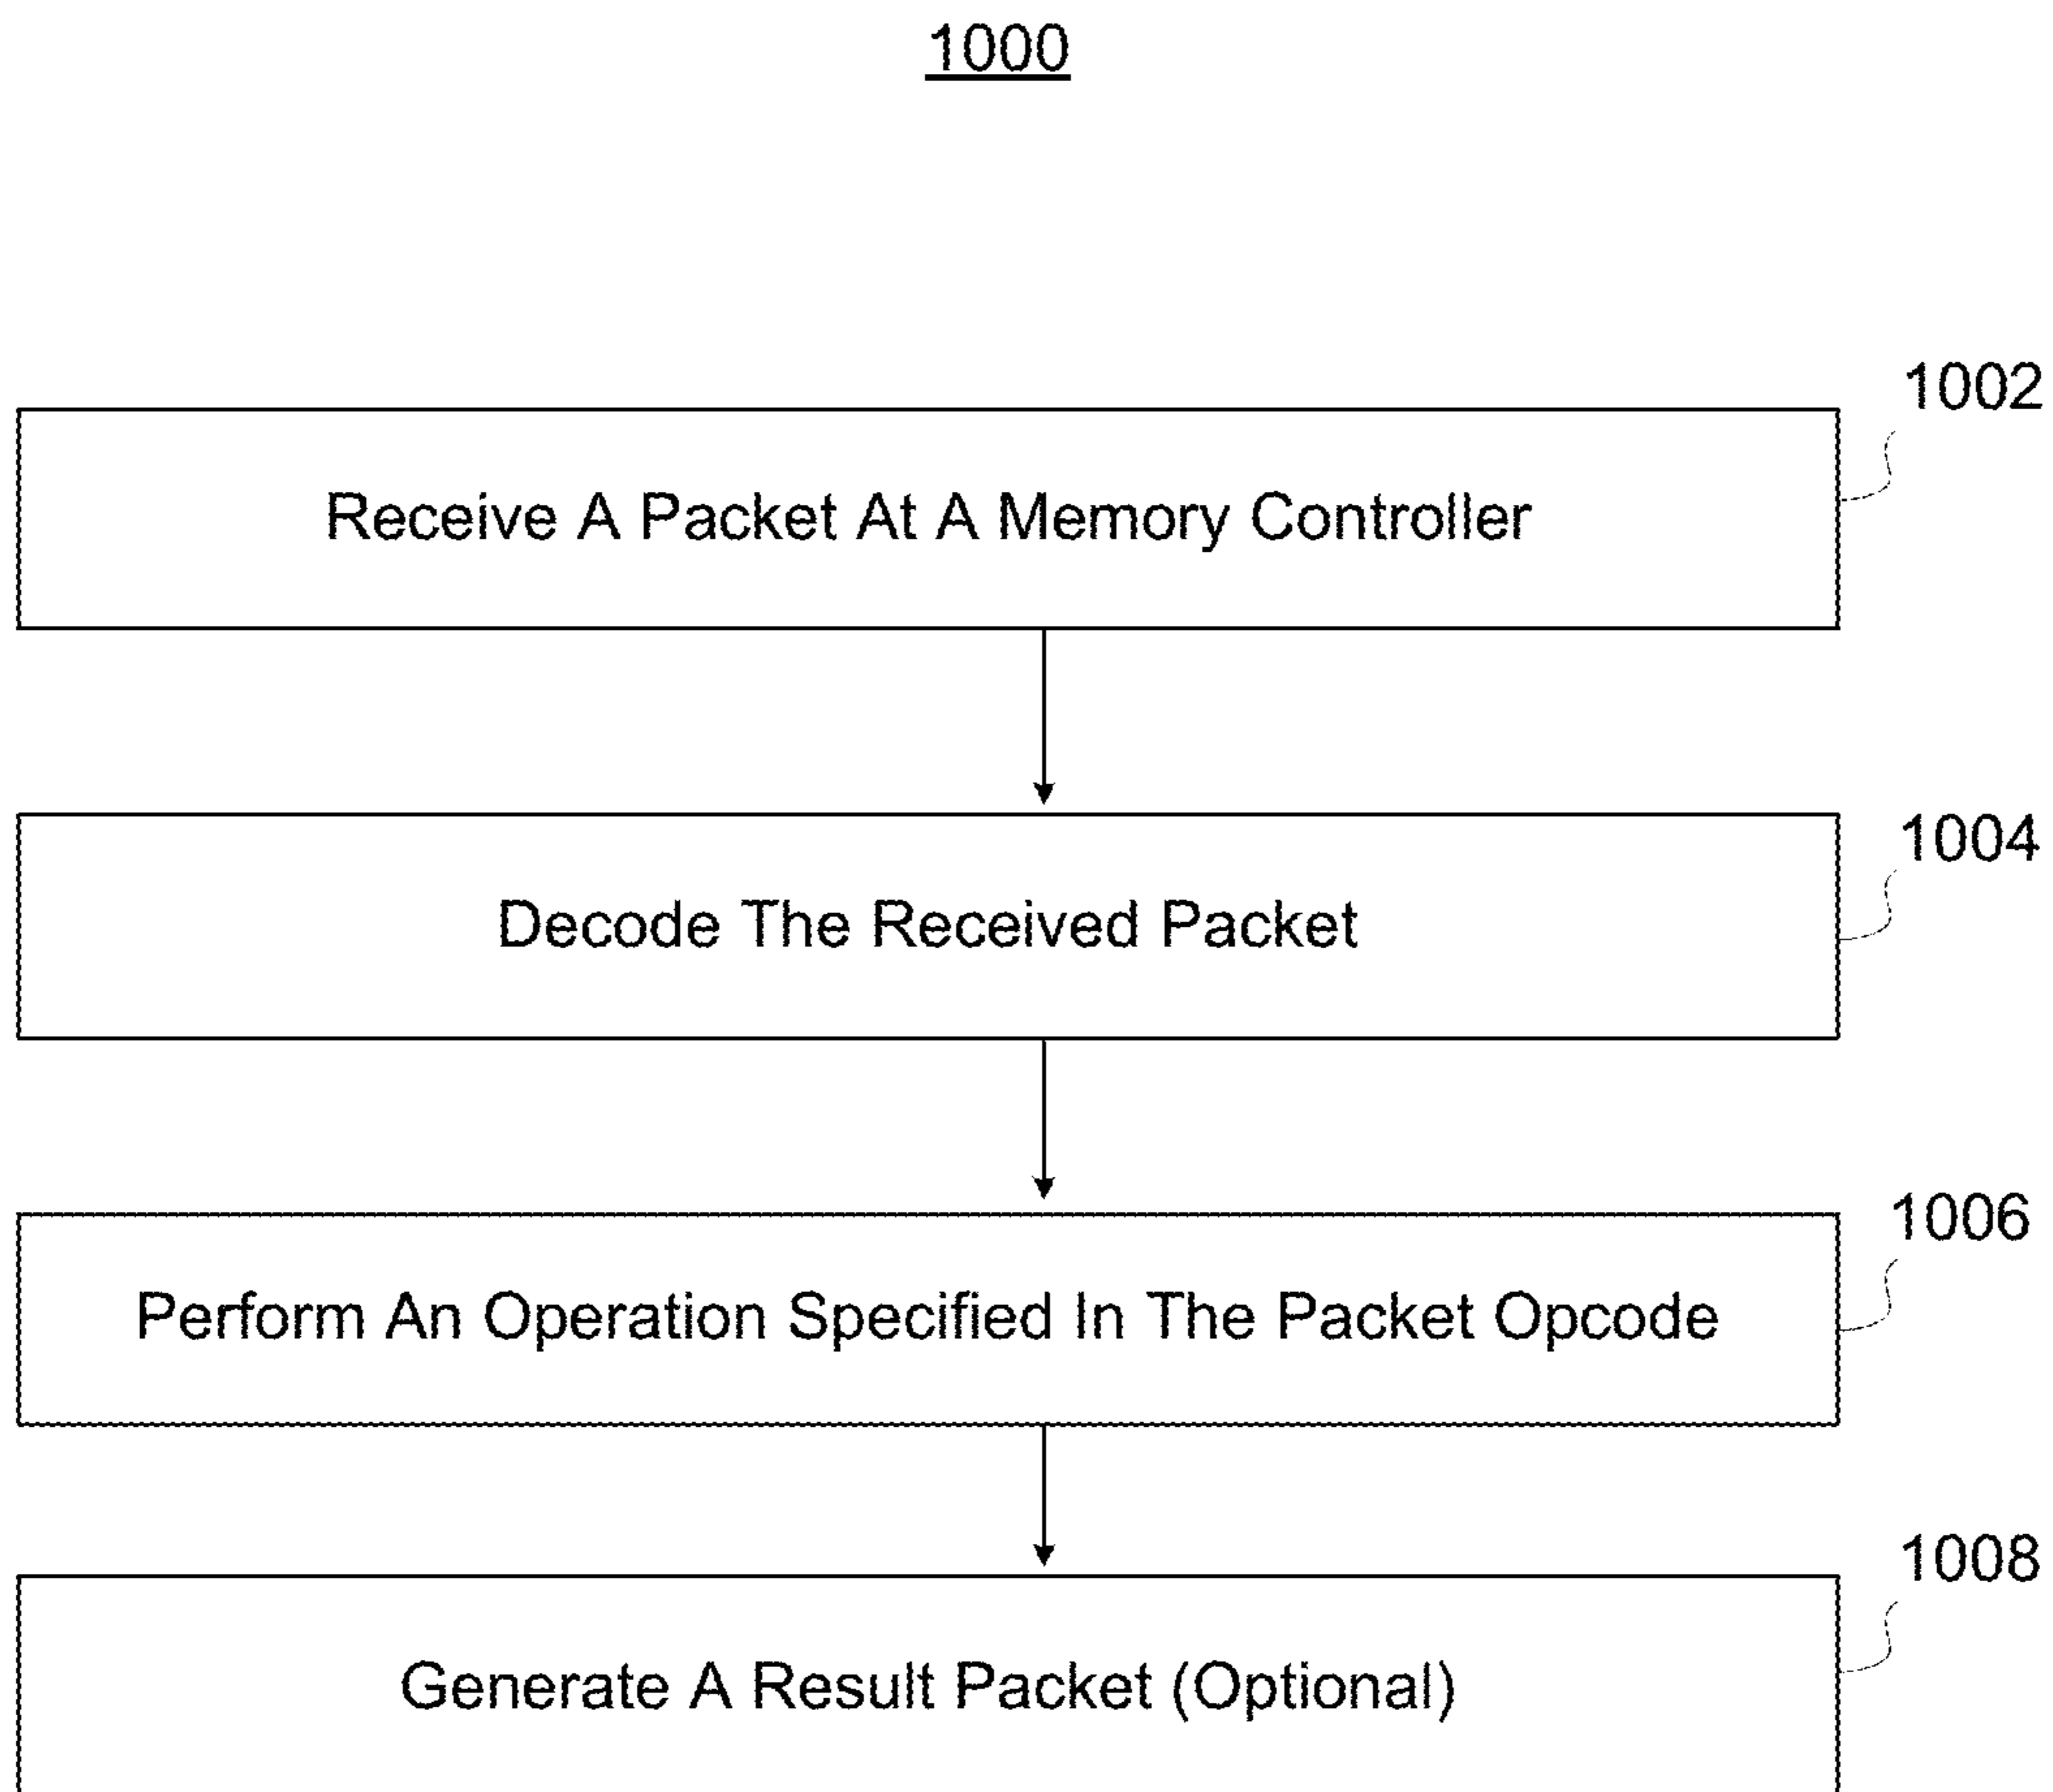 1000
1002
Receive A Packet At A Memory Controller
1004
Decode The Received Packet
1006
Perform An Operation Specified In The Packet Opcode
1008
Generate A Result Packet (Optional)